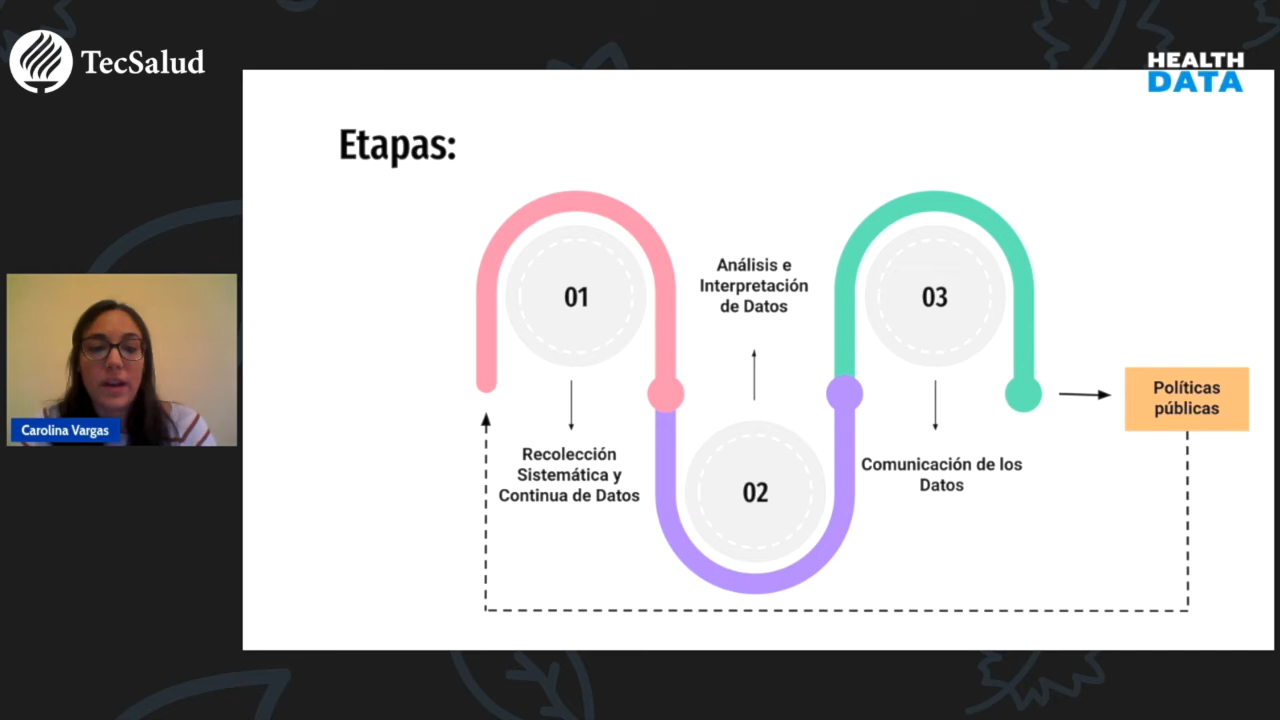 TecSalud
HEALTH
DATA
Etapas:
01
Recolección
Sistemática y
Continua de Datos
Análisis e
Interpretación
de Datos
02
03
Comunicación de los
Datos
Políticas
públicas
Carolina Vargas